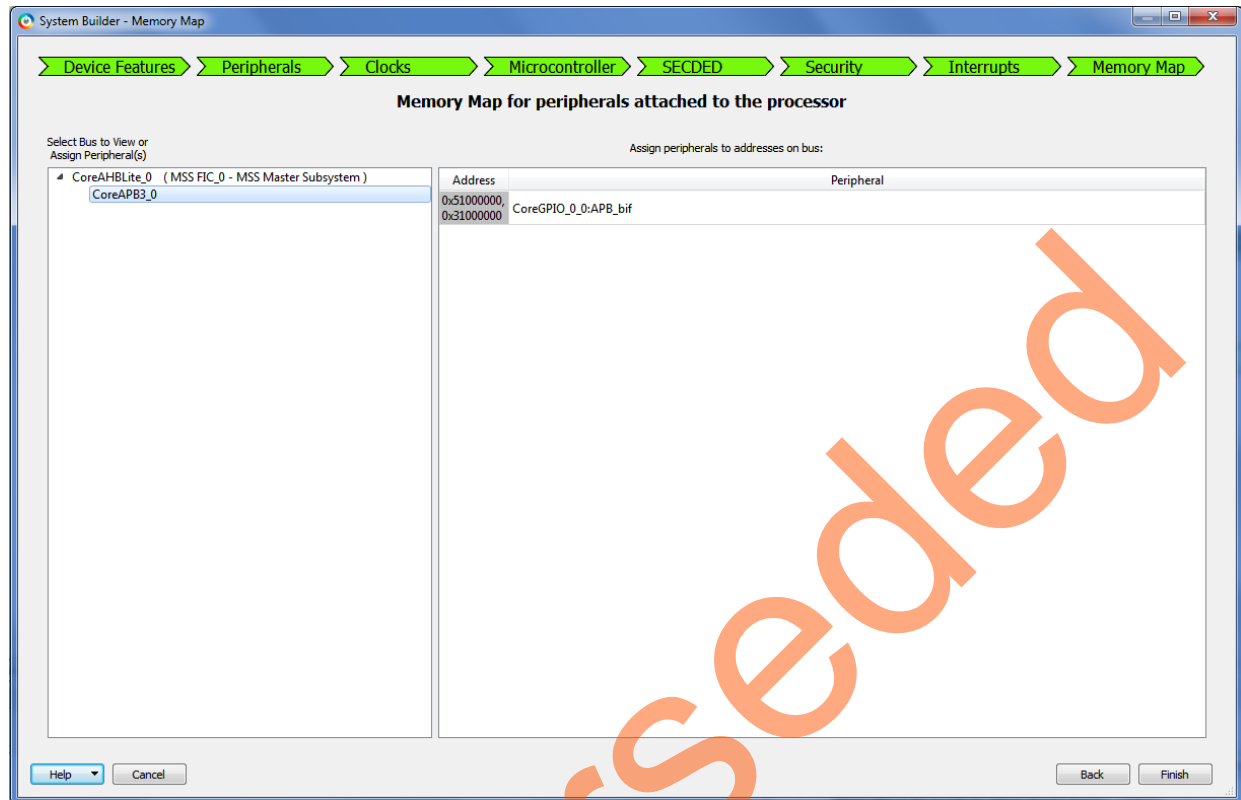 System Builder - Memory Map
Device Features Peripherals Clocks Microcontroller SECDED Security Interrupts Memory Map
Memory Map for peripherals attached to the processor
Select Bus to View or
Assign Peripheral(s)
Assign peripherals to addresses on bus:
CoreAHBLite_0 ( MSS FIC_0 - MSS Master Subsystem )
CoreAPB3_0
Address Peripheral
0x51000000,
0x31000000
CoreGPIO_0_0:APB_bif
Help Cancel Back Finish